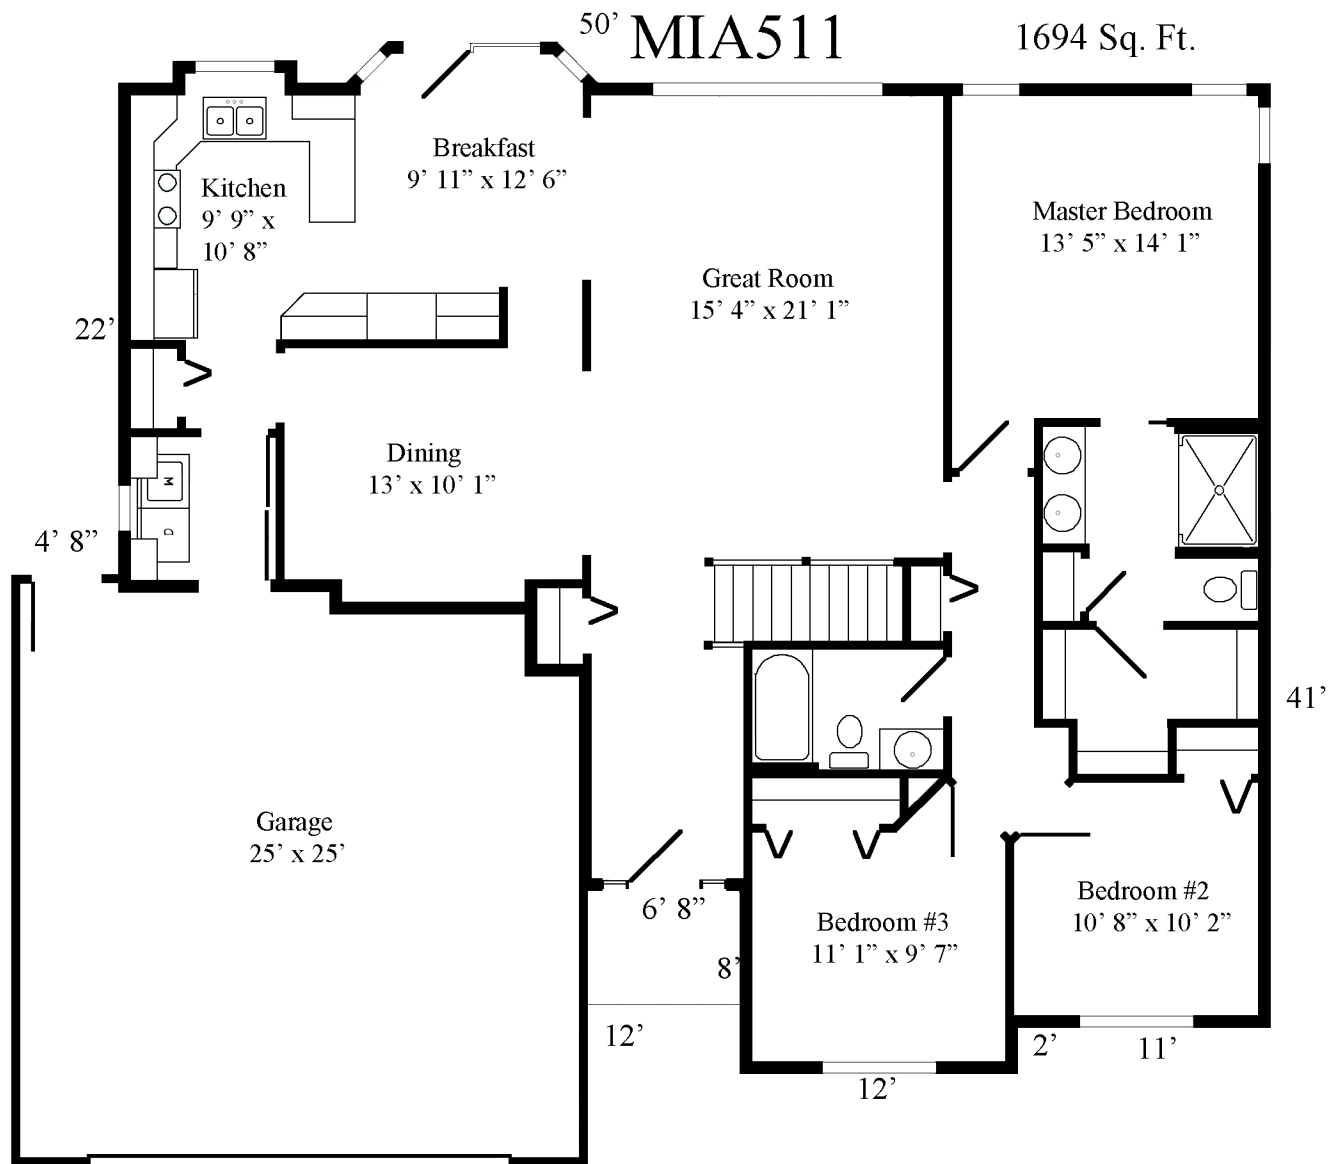 50’
MIA511
1694 Sq. Ft.
Breakfast
9’ 11” x 12’ 6”
Kitchen
9’ 9” x
10’ 8”
Master Bedroom
13’ 5” x 14’ 1”
Great Room
15’ 4” x 21’ 1”
22’
Dining
13’ x 10’ 1”
M
D
4’ 8”
41’
Garage
25’ x 25’
6’ 8”
Bedroom #2
10’ 8” x 10’ 2”
Bedroom #3
11’ 1” x 9’ 7”
8’
12’
2’
11’
12’